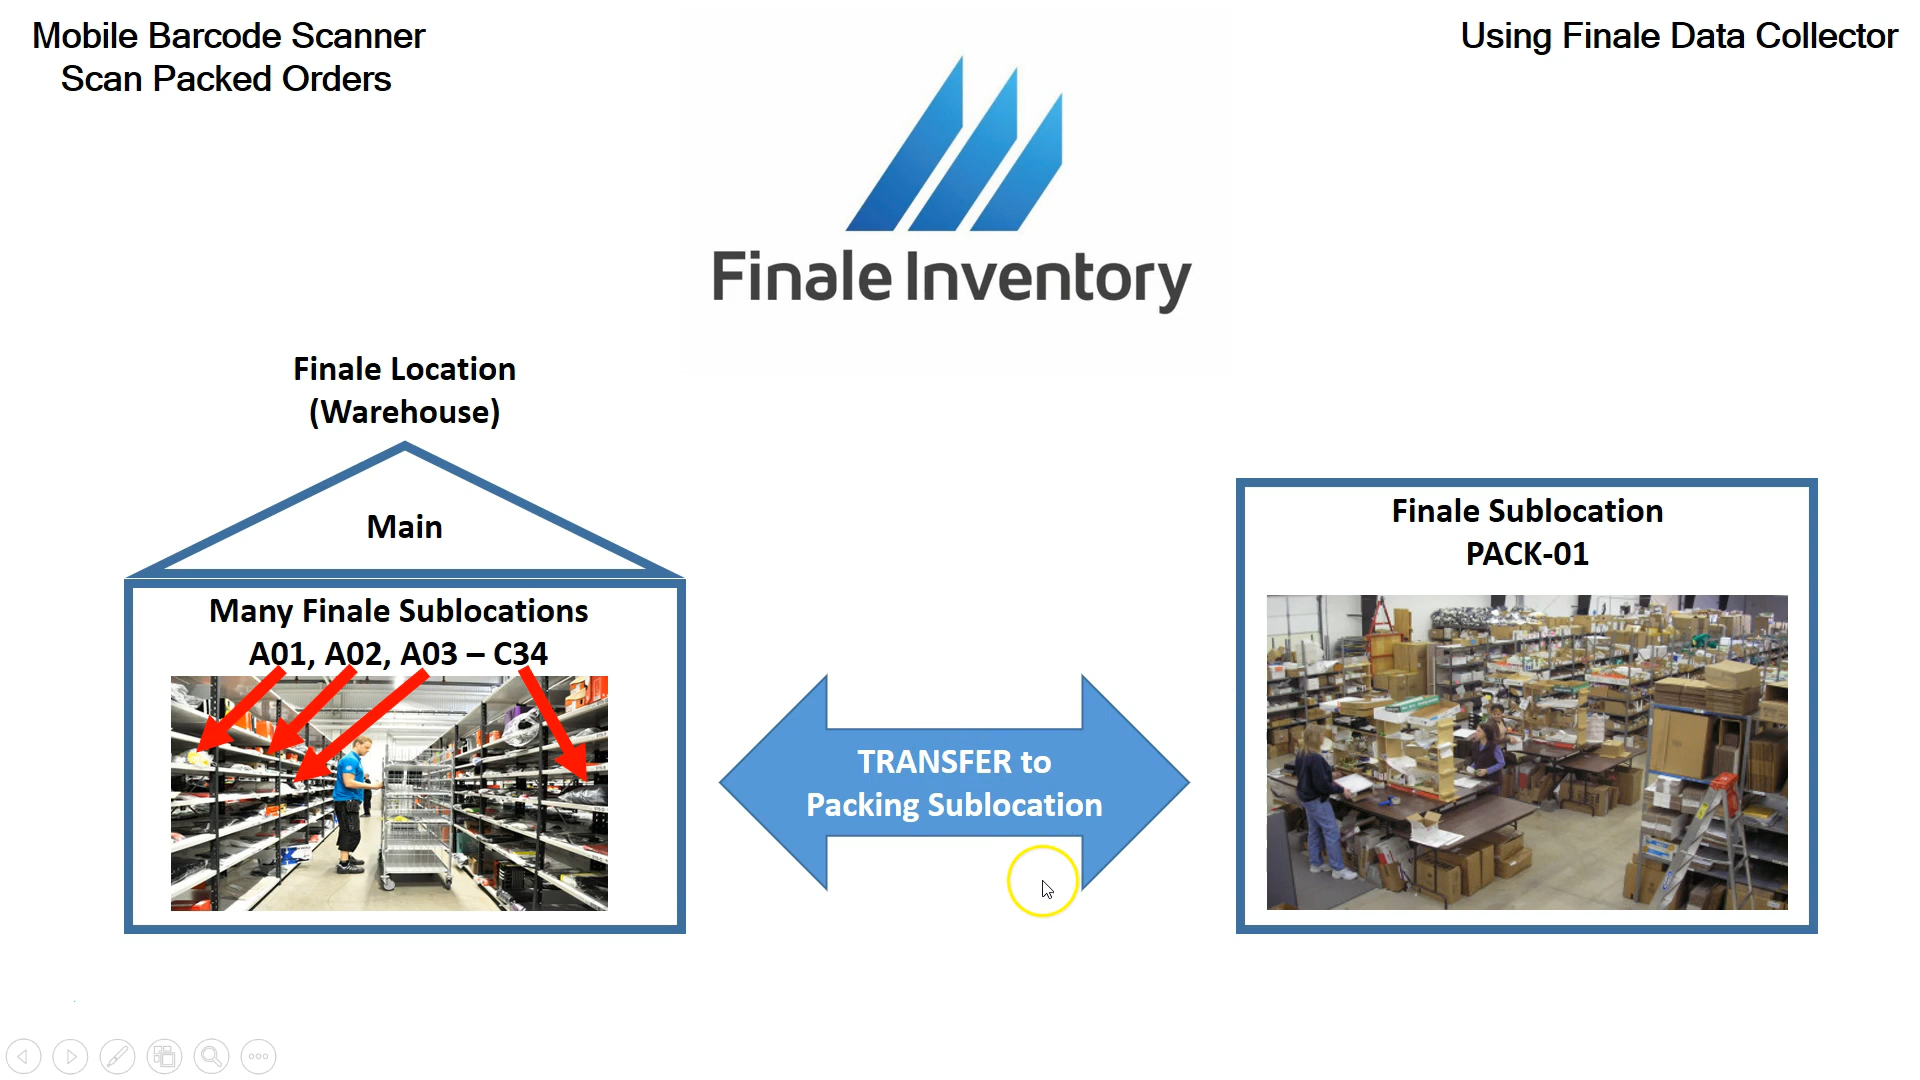 Mobile Barcode Scanner
Scan Packed Orders
Using Finale Data Collector
Finale Inventory
Finale Location
(Warehouse)
Main
Many Finale Sublocations
A01, A02, A03 – C34
TRANSFER to
Packing Sublocation
Finale Sublocation
PACK-01